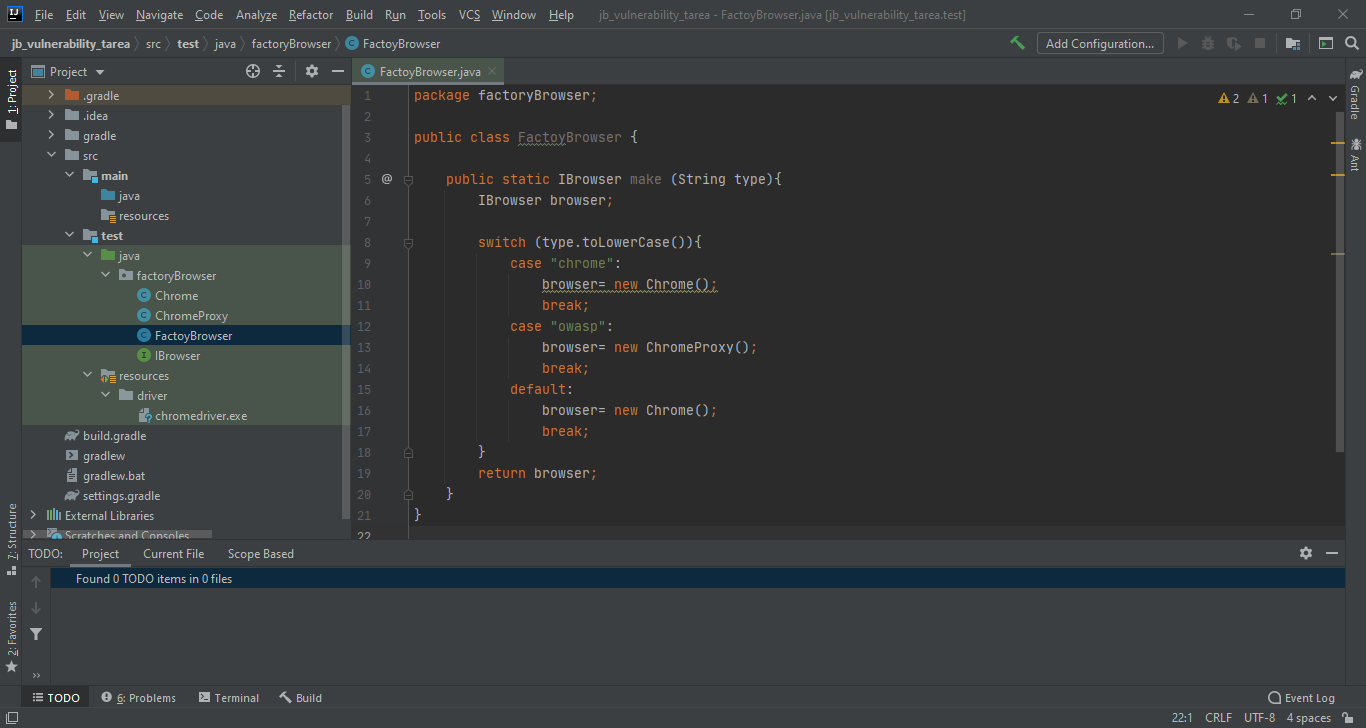 File Edit View Navigate Code Analyze Refactor Build Run Tools VCS Window Help jb_vulnerability_tarea - FactoyBrowser.java [jb_vulnerability_tarea.test]
jb_vulnerability_tarea src test java factoryBrowser FactoyBrowser Add Configuration...
1: Project
Project
.gradle
.idea
gradle
src
main
java
resources
test
java
factoryBrowser
Chrome
ChromeProxy
FactoyBrowser
IBrowser
resources
driver
chromedriver.exe
build.gradle
gradlew
gradlew.bat
settings.gradle
External Libraries
Scratches and Consoles
FactoyBrowser.java
2 1 1
1 package factoryBrowser;
2
3 public class FactoyBrowser {
4
5 @ public static IBrowser make (String type){
6 IBrowser browser;
7
8 switch (type.toLowerCase()){
9 case "chrome":
10 browser= new Chrome();
11 break;
12 case "owasp":
13 browser= new ChromeProxy();
14 break;
15 default:
16 browser= new Chrome();
17 break;
18 }
19 return browser;
20 }
21 }
22
Gradle
Ant
7: Structure
2: Favorites
TODO: Project Current File Scope Based
Found 0 TODO items in 0 files
TODO 6: Problems Terminal Build Event Log
22:1 CRLF UTF-8 4 spaces